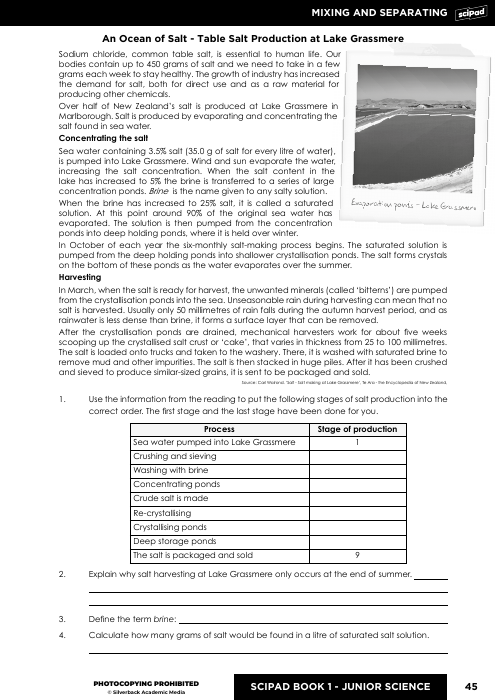 MIXING AND SEPARATING scipad
An Ocean of Salt - Table Salt Production at Lake Grassmere
Sodium chloride, common table salt, is essential to human life. Our
bodies contain up to 450 grams of salt and we need to take in a few
grams each week to stay healthy. The growth of industry has increased
the demand for salt, both for direct use and as a raw material for
producing other chemicals.
Over half of New Zealand's salt is produced at Lake Grassmere in
Marlborough. Salt is produced by evaporating and concentrating the
salt found in sea water.
Concentrating the salt
Sea water containing 3.5% salt (35.0 g of salt for every litre of water),
is pumped into Lake Grassmere. Wind and sun evaporate the water,
increasing the salt concentration. When the salt content in the
lake has increased to 5% the brine is transferred to a series of large
concentration ponds. Brine is the name given to any salty solution.
When the brine has increased to 25% salt, it is called a saturated
solution. At this point around 90% of the original sea water has
evaporated. The solution is then pumped from the concentration
ponds into deep holding ponds, where it is held over winter.
Evaporation ponds - Lake Grassmere
In October of each year the six-monthly salt-making process begins. The saturated solution is
pumped from the deep holding ponds into shallower crystallisation ponds. The salt forms crystals
on the bottom of these ponds as the water evaporates over the summer.
Harvesting
In March, when the salt is ready for harvest, the unwanted minerals (called 'bitterns') are pumped
from the crystallisation ponds into the sea. Unseasonable rain during harvesting can mean that no
salt is harvested. Usually only 50 millimetres of rain falls during the autumn harvest period, and as
rainwater is less dense than brine, it forms a surface layer that can be removed.
After the crystallisation ponds are drained, mechanical harvesters work for about five weeks
scooping up the crystallised salt crust or 'cake', that varies in thickness from 25 to 100 millimetres.
The salt is loaded onto trucks and taken to the washery. There, it is washed with saturated brine to
remove mud and other impurities. The salt is then stacked in huge piles. After it has been crushed
and sieved to produce similar-sized grains, it is sent to be packaged and sold.
Source: Carl Walrond. 'Salt - Salt making at Lake Grassmere', Te Ara - the Encyclopedia of New Zealand.
1. Use the information from the reading to put the following stages of salt production into the
correct order. The first stage and the last stage have been done for you.
Process Stage of production
Sea water pumped into Lake Grassmere 1
Crushing and sieving
Washing with brine
Concentrating ponds
Crude salt is made
Re-crystallising
Crystallising ponds
Deep storage ponds
The salt is packaged and sold 9
2. Explain why salt harvesting at Lake Grassmere only occurs at the end of summer.
3. Define the term brine:
4. Calculate how many grams of salt would be found in a litre of saturated salt solution.
PHOTOCOPYING PROHIBITED
© Silverback Academic Media
SCIPAD BOOK 1 - JUNIOR SCIENCE 45